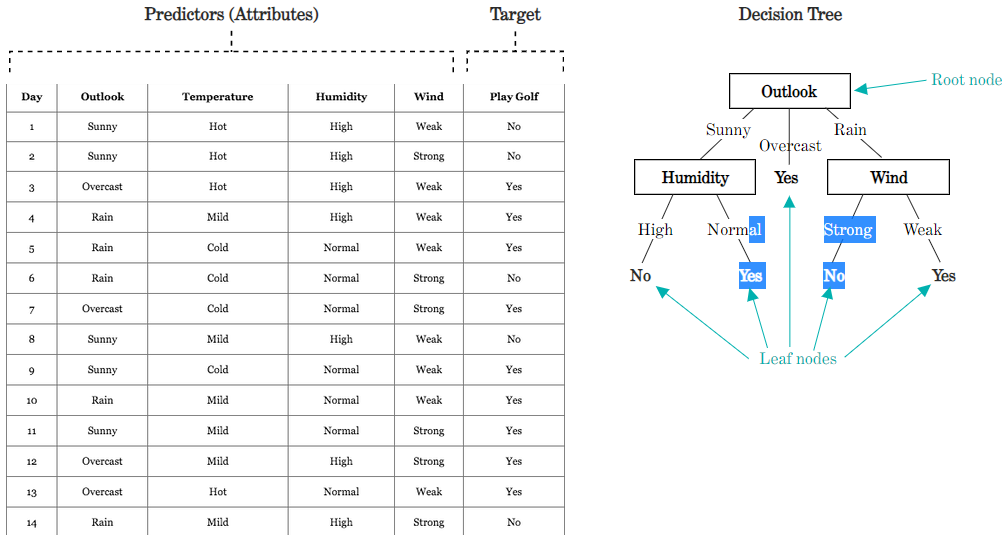 Predictors (Attributes) Target
Day Outlook Temperature Humidity Wind Play Golf
1 Sunny Hot High Weak No
2 Sunny Hot High Strong No
3 Overcast Hot High Weak Yes
4 Rain Mild High Weak Yes
5 Rain Cold Normal Weak Yes
6 Rain Cold Normal Strong No
7 Overcast Cold Normal Strong Yes
8 Sunny Mild High Weak No
9 Sunny Cold Normal Weak Yes
10 Rain Mild Normal Weak Yes
11 Sunny Mild Normal Strong Yes
12 Overcast Mild High Strong Yes
13 Overcast Hot Normal Weak Yes
14 Rain Mild High Strong No
Decision Tree
Root node
Outlook
Sunny Rain
Overcast
Humidity Yes Wind
High Normal Strong Weak
No Yes No Yes
Leaf nodes